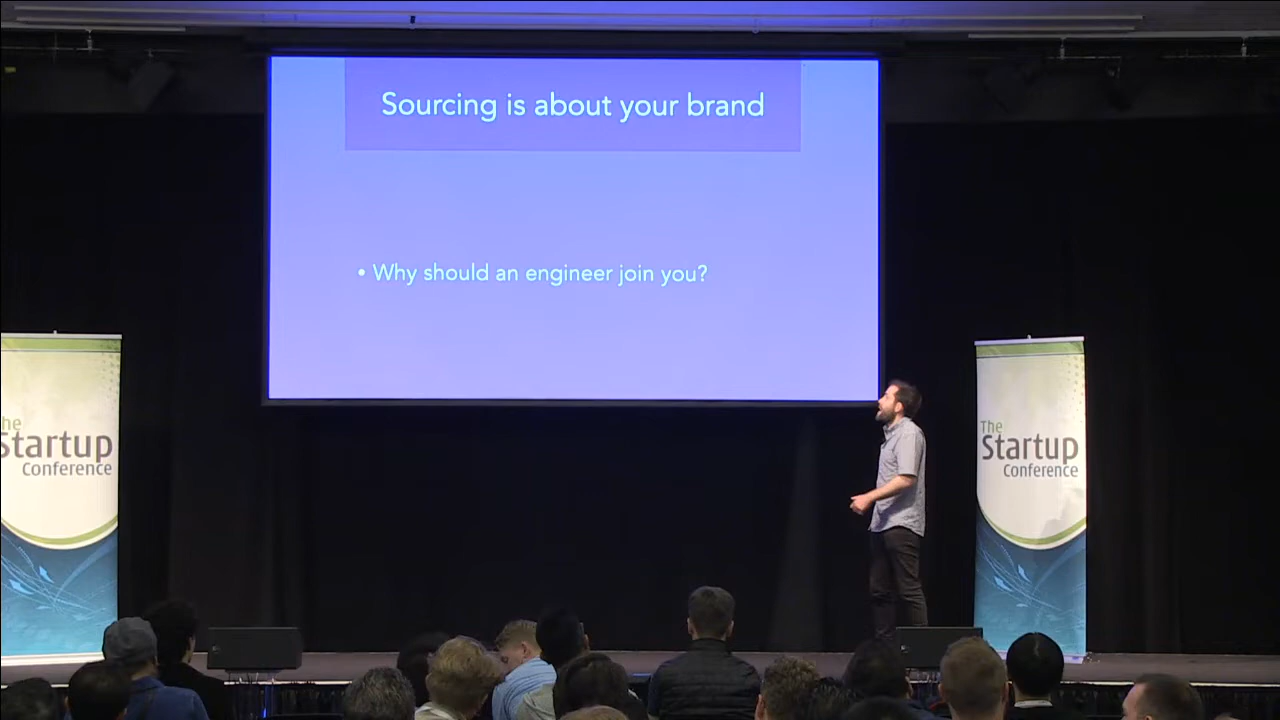 Sourcing is about your brand
• Why should an engineer join you?
The
Startup
Conference
The
Startup
Conference